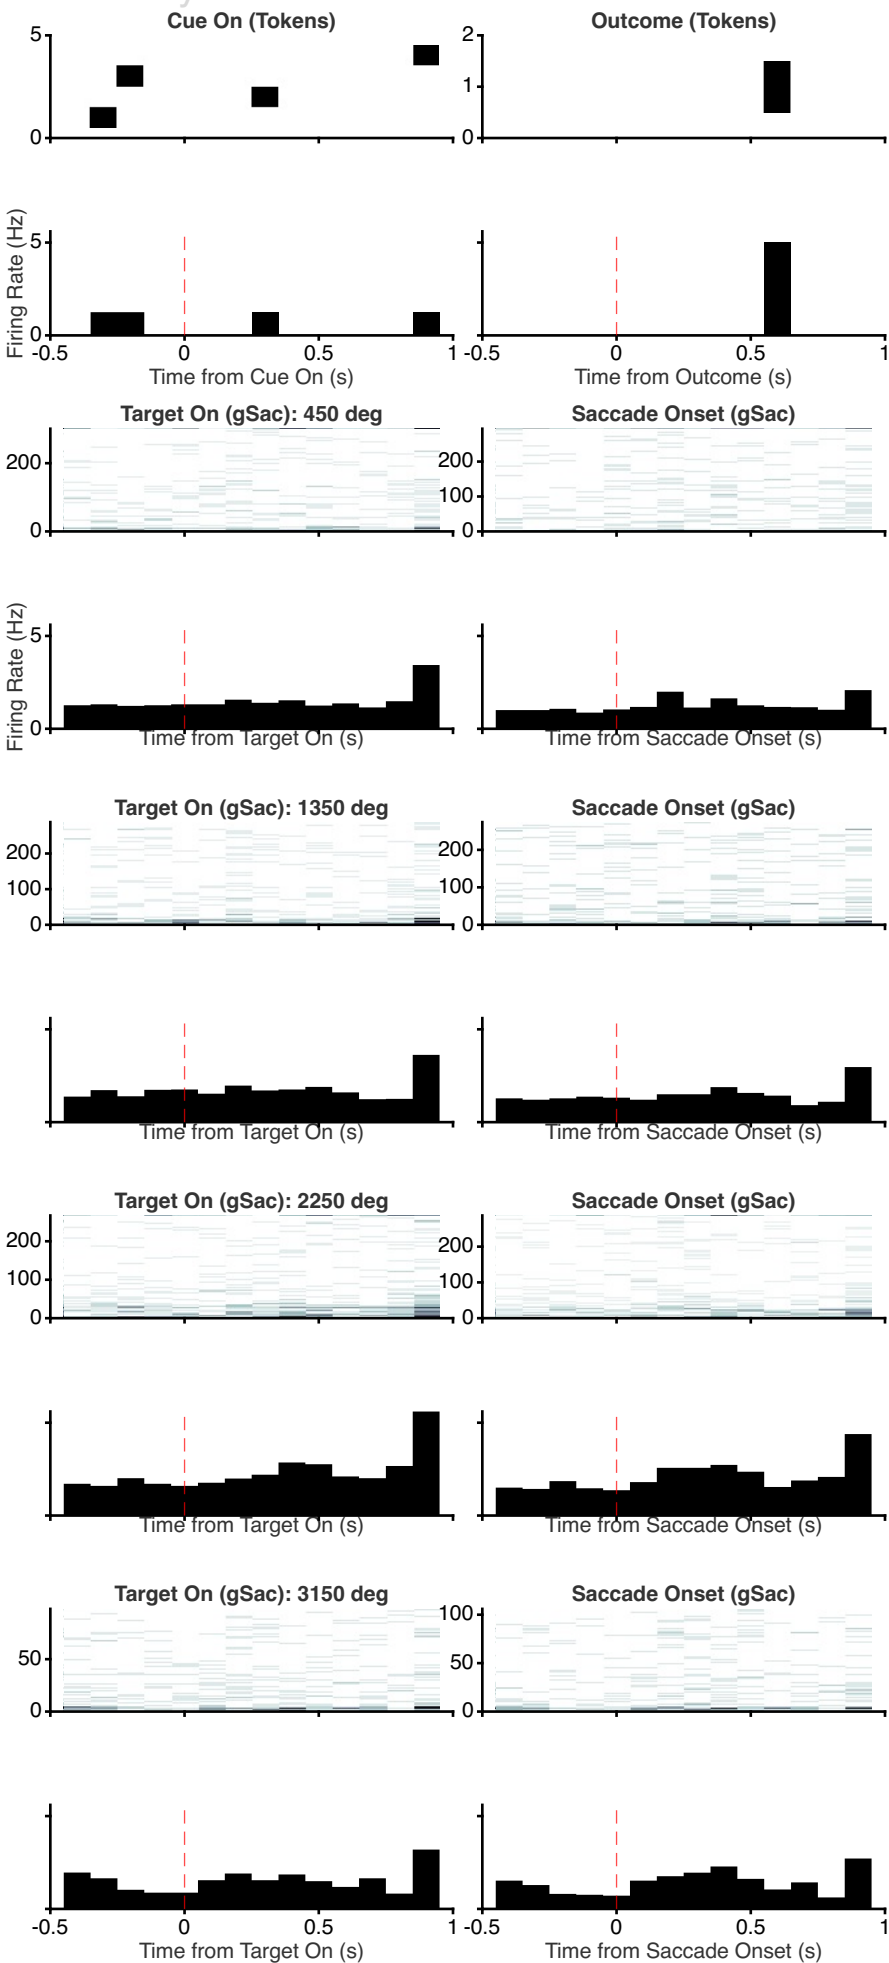 Cue On (Tokens)
Outcome (Tokens)
5
0
2
1
0
Firing Rate (Hz)
5
0
-0.5 0 0.5 1
-0.5 0 0.5 1
Time from Cue On (s)
Time from Outcome (s)
Target On (gSac): 450 deg
Saccade Onset (gSac)
200
0
200
100
0
Firing Rate (Hz)
5
0
Time from Target On (s)
Time from Saccade Onset (s)
Target On (gSac): 1350 deg
Saccade Onset (gSac)
200
100
0
200
100
0
Time from Target On (s)
Time from Saccade Onset (s)
Target On (gSac): 2250 deg
Saccade Onset (gSac)
200
100
0
200
100
0
Time from Target On (s)
Time from Saccade Onset (s)
Target On (gSac): 3150 deg
Saccade Onset (gSac)
50
0
100
50
0
-0.5 0 0.5 1
-0.5 0 0.5 1
Time from Target On (s)
Time from Saccade Onset (s)